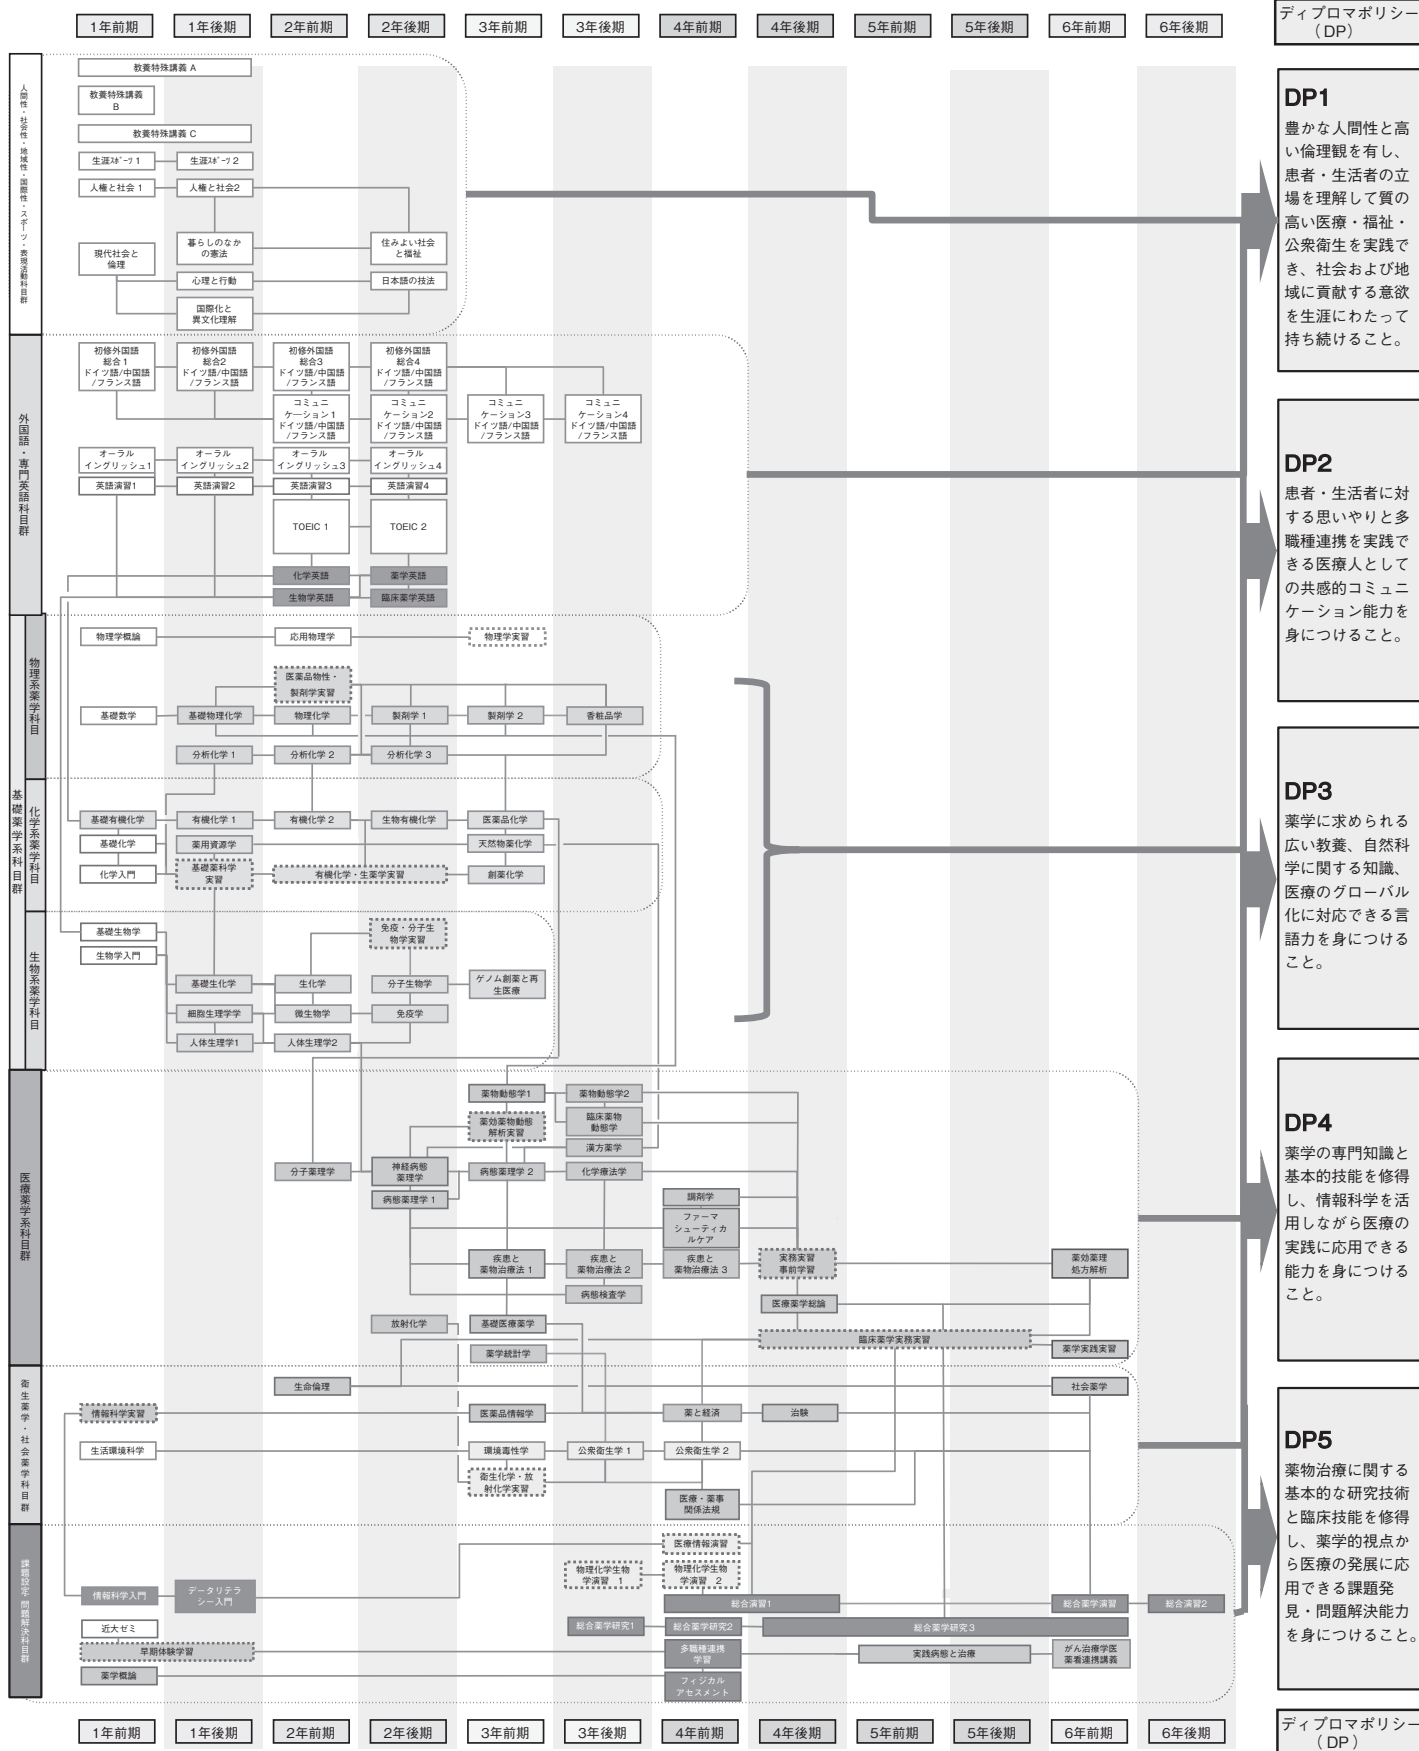 1年前期
1年後期
2年前期
2年後期
3年前期
3年後期
4年前期
4年後期
5年前期
5年後期
6年前期
6年後期
ディプロマポリシー
（DP）
人間性・社会性・地域性・国際性・スポーツ・表現活動科目群
教養特殊講義 A
教養特殊講義
B
教養特殊講義 C
生涯ｽﾎﾟｰﾂ 1
生涯ｽﾎﾟｰﾂ 2
人権と社会 1
人権と社会2
現代社会と
倫理
暮らしのなか
の憲法
住みよい社会
と福祉
心理と行動
日本語の技法
国際化と
異文化理解
外国語・専門英語科目群
初修外国語
総合1
ドイツ語/中国語
/フランス語
初修外国語
総合2
ドイツ語/中国語
/フランス語
初修外国語
総合3
ドイツ語/中国語
/フランス語
初修外国語
総合4
ドイツ語/中国語
/フランス語
コミュニ
ケーション1
ドイツ語/中国語
/フランス語
コミュニ
ケーション2
ドイツ語/中国語
/フランス語
コミュニ
ケーション3
ドイツ語/中国語
/フランス語
コミュニ
ケーション4
ドイツ語/中国語
/フランス語
オーラル
イングリッシュ1
オーラル
イングリッシュ2
オーラル
イングリッシュ3
オーラル
イングリッシュ4
英語演習1
英語演習2
英語演習3
英語演習4
TOEIC 1
TOEIC 2
化学英語
薬学英語
生物学英語
臨床薬学英語
基礎薬学系科目群
物理系薬学科目
物理学概論
応用物理学
物理学実習
医薬品物性・
製剤学実習
基礎数学
基礎物理化学
物理化学
製剤学 1
製剤学 2
香粧品学
分析化学 1
分析化学 2
分析化学 3
化学系薬学科目
基礎有機化学
有機化学 1
有機化学 2
生物有機化学
医薬品化学
基礎化学
薬用資源学
天然物薬化学
化学入門
基礎薬科学
実習
有機化学・生薬学実習
創薬化学
生物系薬学科目
基礎生物学
免疫・分子生
物学実習
生物学入門
基礎生化学
生化学
分子生物学
ゲノム創薬と再
生医療
細胞生理学学
微生物学
免疫学
人体生理学1
人体生理学2
医療薬学系科目群
薬物動態学1
薬物動態学2
薬効薬物動態
解析実習
臨床薬物
動態学
漢方薬学
分子薬理学
神経病態
薬理学
病態薬理学 2
化学療法学
病態薬理学 1
調剤学
ファーマ
シューティカ
ルケア
疾患と
薬物治療法 1
疾患と
薬物治療法 2
疾患と
薬物治療法 3
実務実習
事前学習
薬効薬理
処方解析
病態検査学
医療薬学総論
放射化学
基礎医療薬学
臨床薬学実務実習
薬学統計学
薬学実践実習
衛生薬学・社会薬学科目群
生命倫理
社会薬学
情報科学実習
医薬品情報学
薬と経済
治験
生活環境科学
環境毒性学
公衆衛生学 1
公衆衛生学 2
衛生化学・放
射化学実習
医療・薬事
関係法規
課題設定・問題解決科目群
医療情報演習
物理化学生物
学演習 1
物理化学生物
学演習 2
情報科学入門
データリテラ
シー入門
総合演習1
総合薬学演習
総合演習2
近大ゼミ
総合薬学研究1
総合薬学研究2
総合薬学研究 3
早期体験学習
多職種連携
学習
実践病態と治療
がん治療学医
薬看連携講義
薬学概論
フィジカル
アセスメント
DP1
豊かな人間性と高
い倫理観を有し、
患者・生活者の立
場を理解して質の
高い医療・福祉・
公衆衛生を実践で
き、社会および地
域に貢献する意欲
を生涯にわたって
持ち続けること。
DP2
患者・生活者に対
する思いやりと多
職種連携を実践で
きる医療人として
の共感的コミュニ
ケーション能力を
身につけること。
DP3
薬学に求められる
広い教養、自然科
学に関する知識、
医療のグローバル
化に対応できる言
語力を身につける
こと。
DP4
薬学の専門知識と
基本的技能を修得
し、情報科学を活
用しながら医療の
実践に応用できる
能力を身につける
こと。
DP5
薬物治療に関する
基本的な研究技術
と臨床技能を修得
し、薬学的視点か
ら医療の発展に応
用できる課題発
見・問題解決能力
を身につけること。
1年前期
1年後期
2年前期
2年後期
3年前期
3年後期
4年前期
4年後期
5年前期
5年後期
6年前期
6年後期
ディプロマポリシー
（DP）